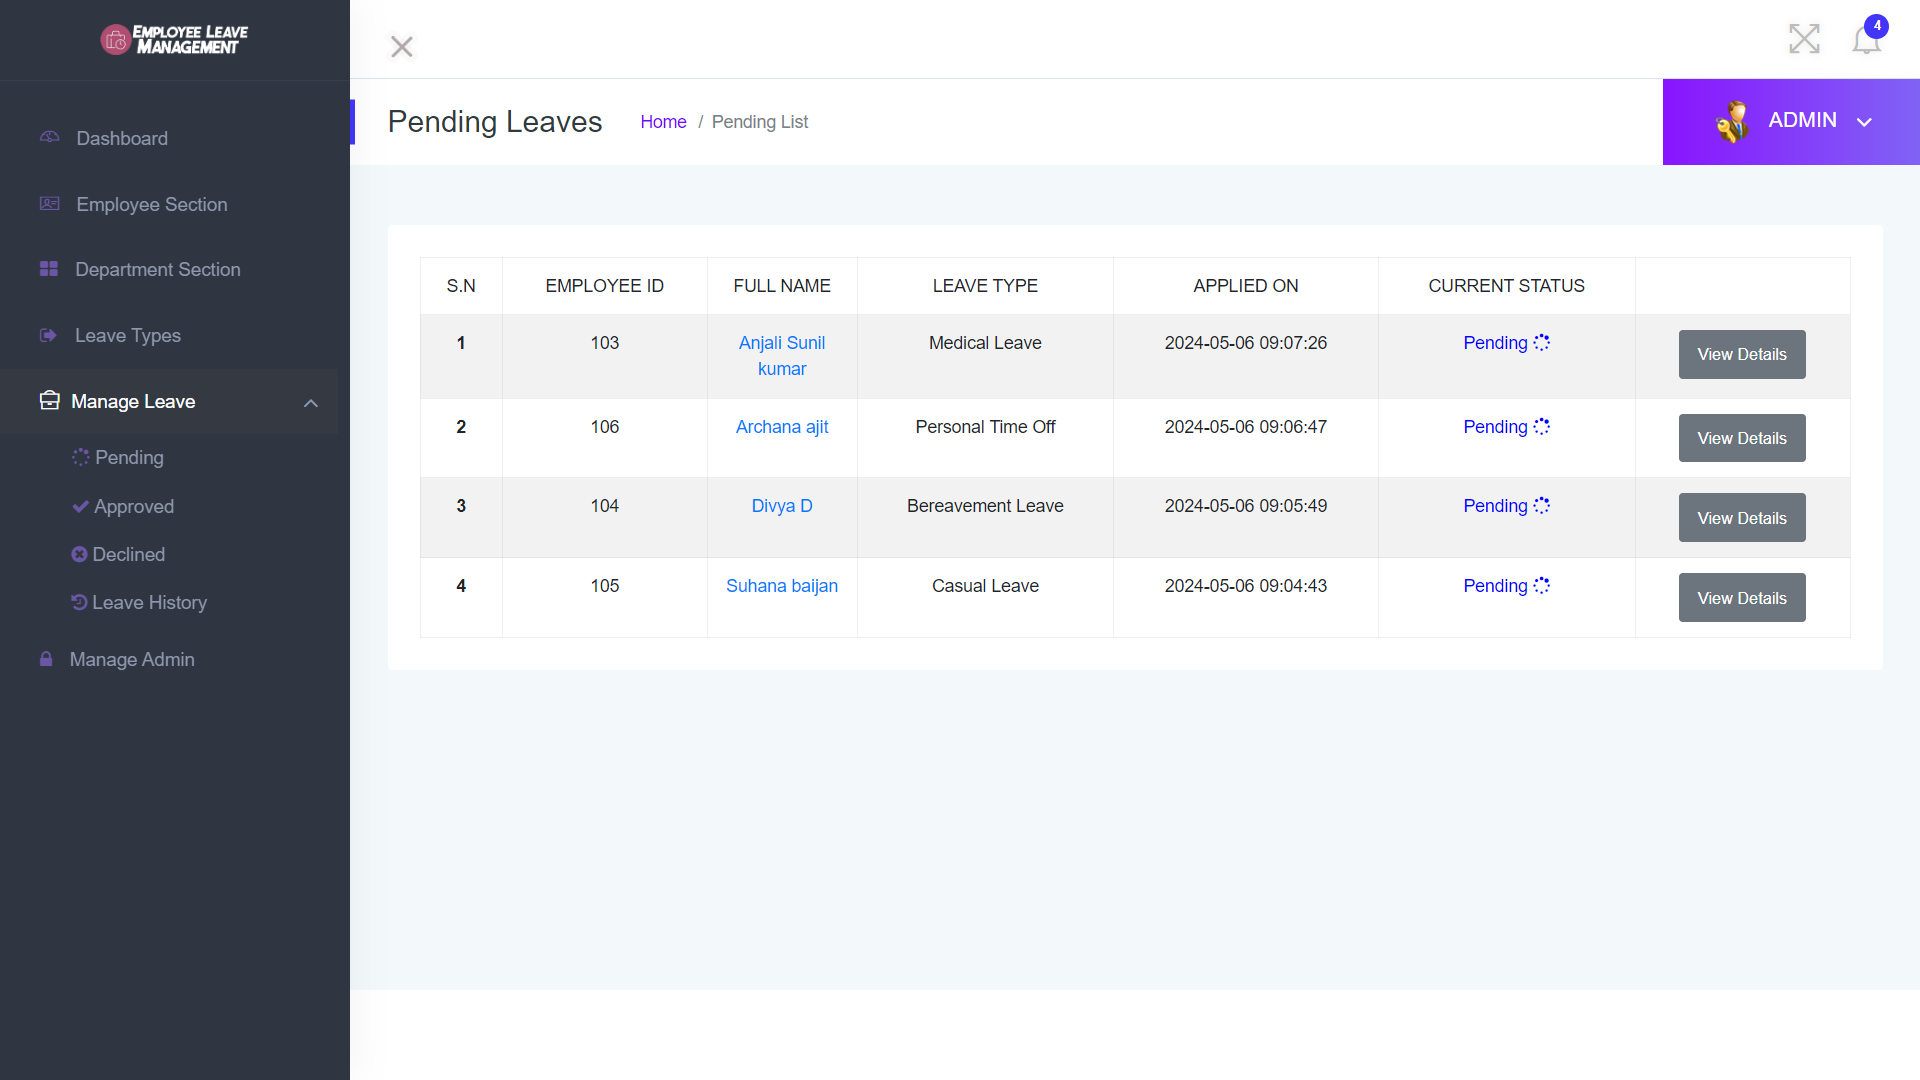 EMPLOYEE LEAVE
MANAGEMENT
4
Dashboard
Employee Section
Department Section
Leave Types
Manage Leave
Pending
Approved
Declined
Leave History
Manage Admin
Pending Leaves
Home / Pending List
ADMIN
S.N EMPLOYEE ID FULL NAME LEAVE TYPE APPLIED ON CURRENT STATUS
1 103 Anjali Sunil kumar Medical Leave 2024-05-06 09:07:26 Pending View Details
2 106 Archana ajit Personal Time Off 2024-05-06 09:06:47 Pending View Details
3 104 Divya D Bereavement Leave 2024-05-06 09:05:49 Pending View Details
4 105 Suhana baijan Casual Leave 2024-05-06 09:04:43 Pending View Details